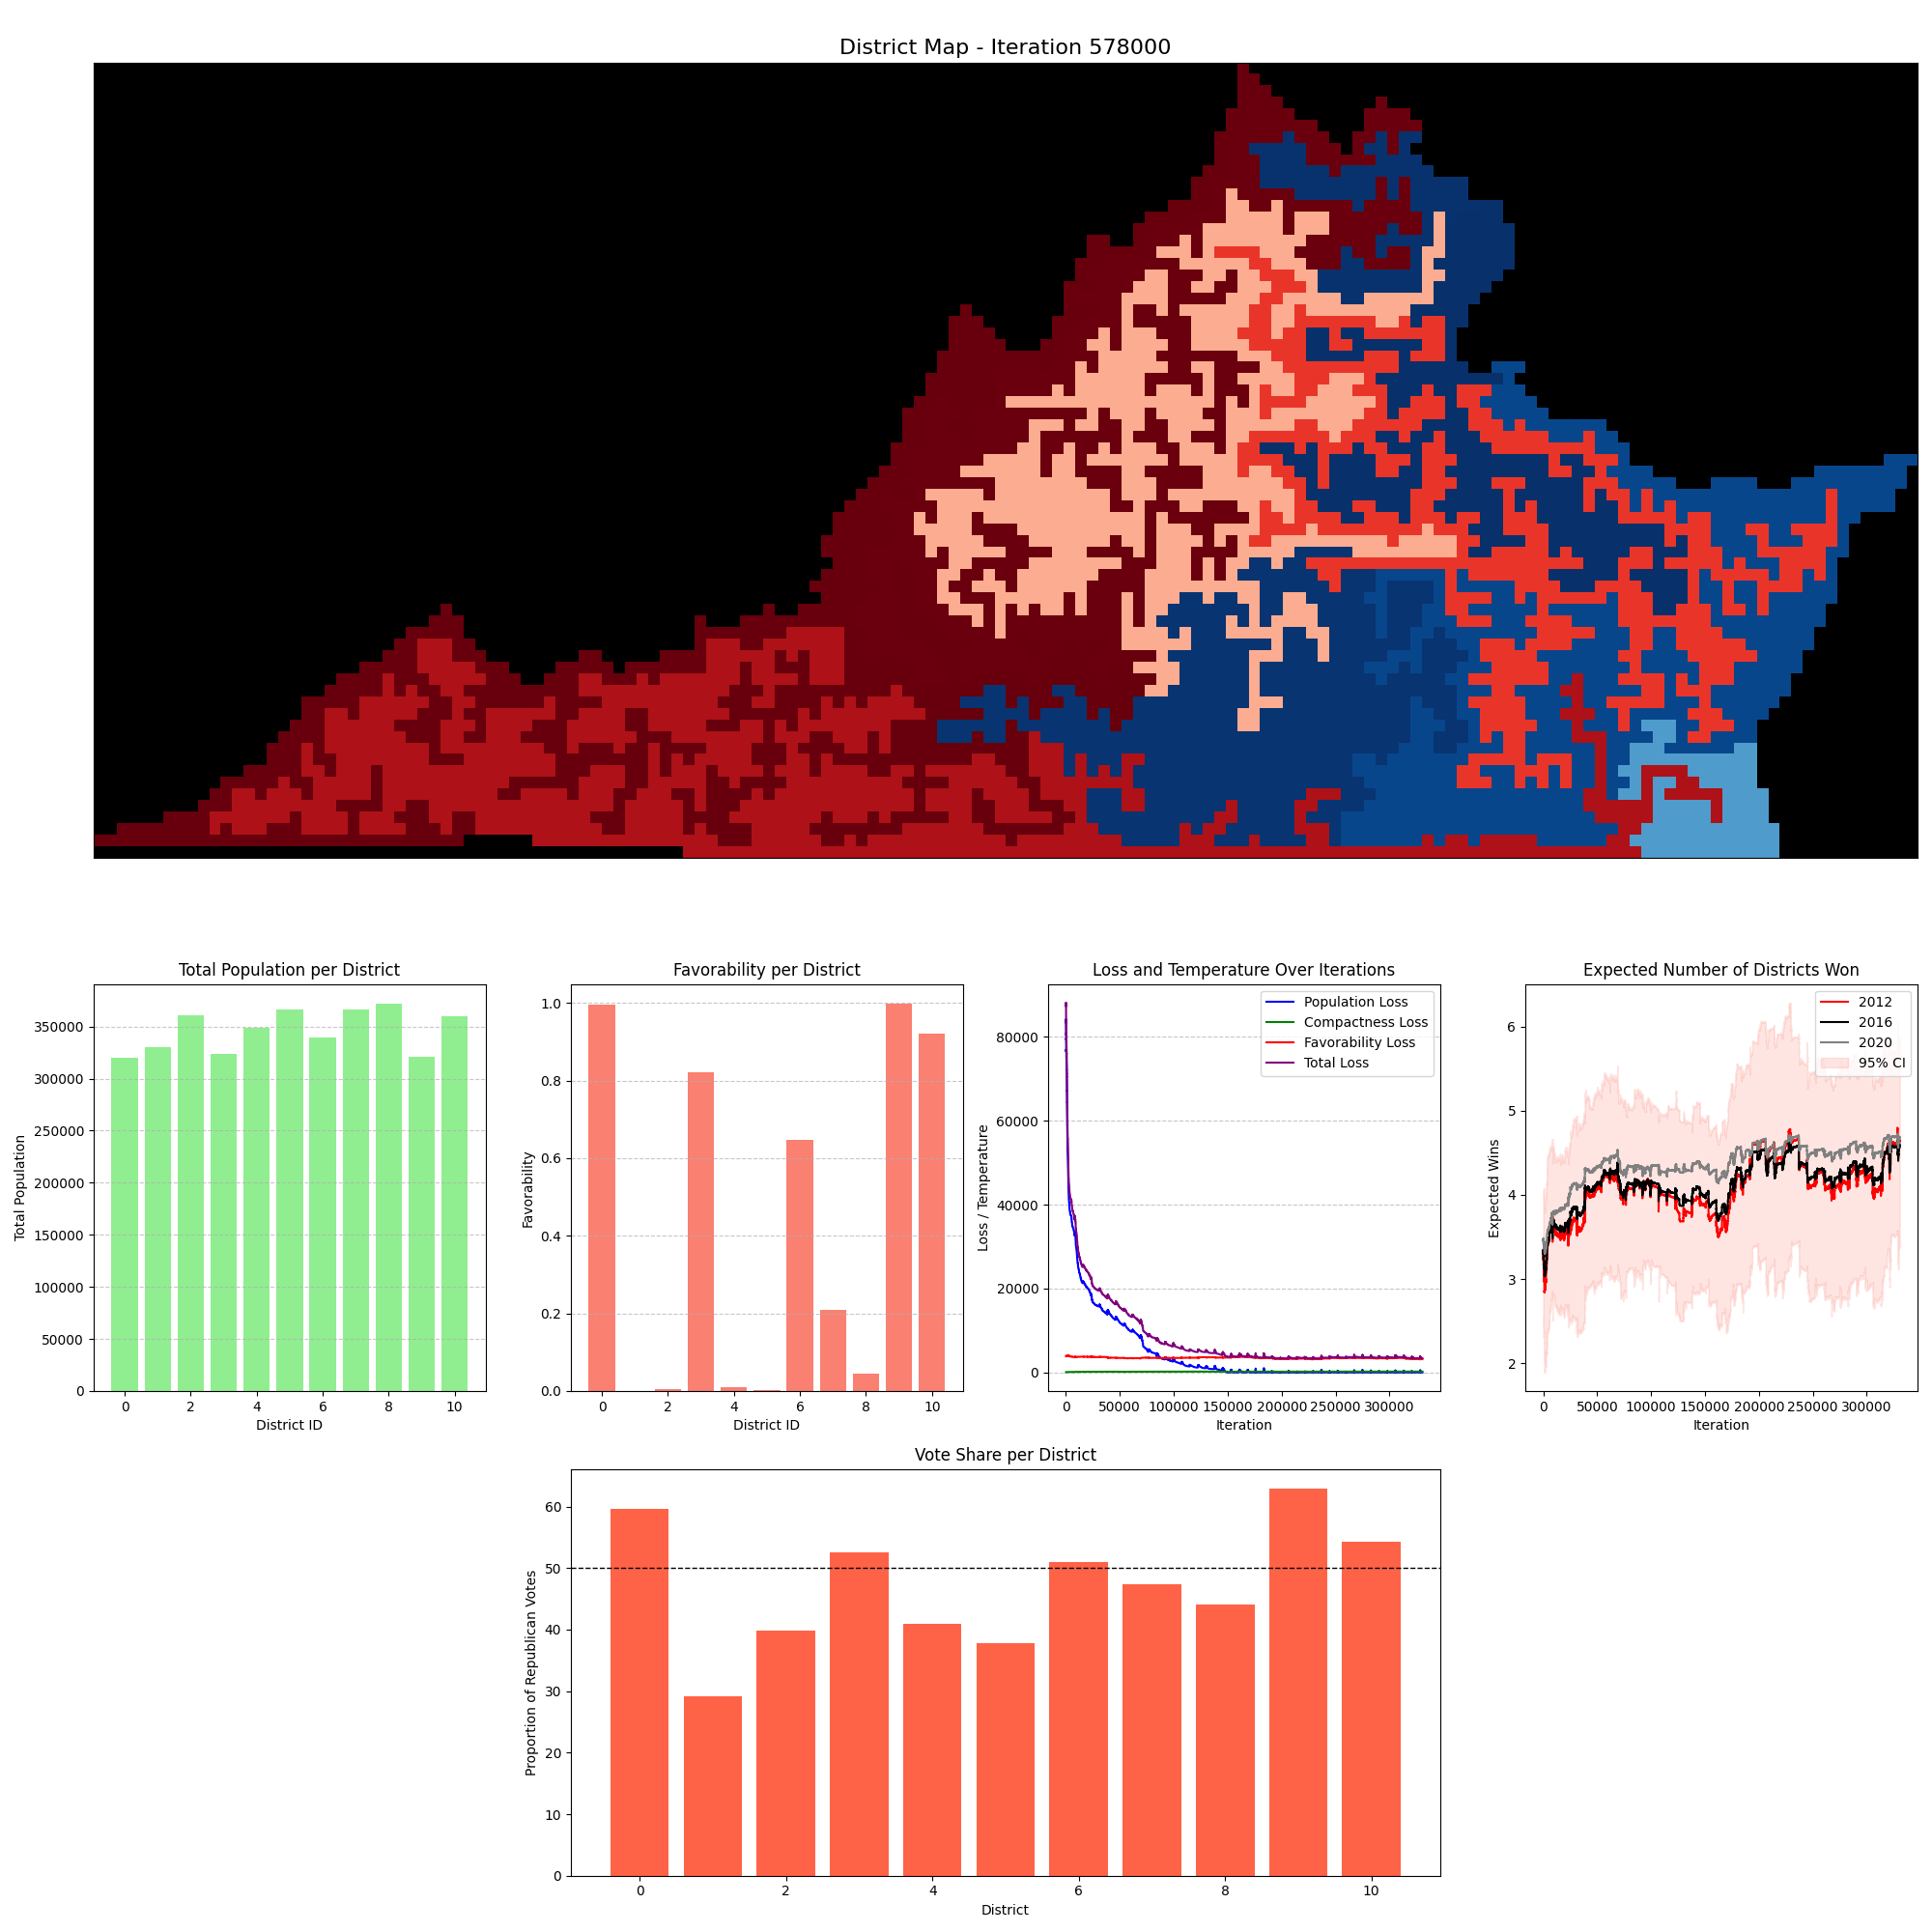 District Map - Iteration 578000
Total Population per District
Total Population
350000
300000
250000
200000
150000
100000
50000
0
0 2 4 6 8 10
District ID
Favorability per District
Favorability
1.0
0.8
0.6
0.4
0.2
0.0
0 2 4 6 8 10
District ID
Loss and Temperature Over Iterations
Loss / Temperature
80000
60000
40000
20000
0
Population Loss
Compactness Loss
Favorability Loss
Total Loss
0 50000 100000 150000 200000 250000 300000
Iteration
Expected Number of Districts Won
Expected Wins
6
5
4
3
2
2012
2016
2020
95% CI
0 50000 100000 150000 200000 250000 300000
Iteration
Vote Share per District
Proportion of Republican Votes
60
50
40
30
20
10
0
0 2 4 6 8 10
District